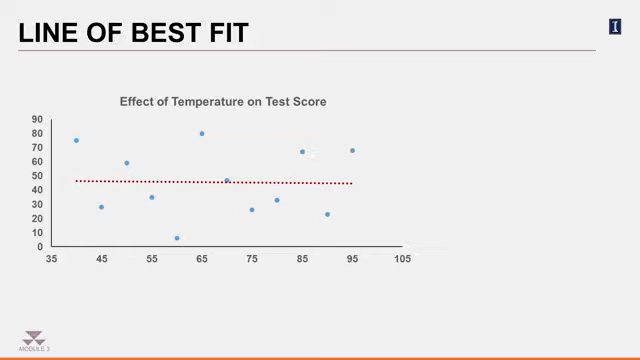 LINE OF BEST FIT
I
Effect of Temperature on Test Score
90
80
70
60
50
40
30
20
10
0
35 45 55 65 75 85 95 105
MODULE 3